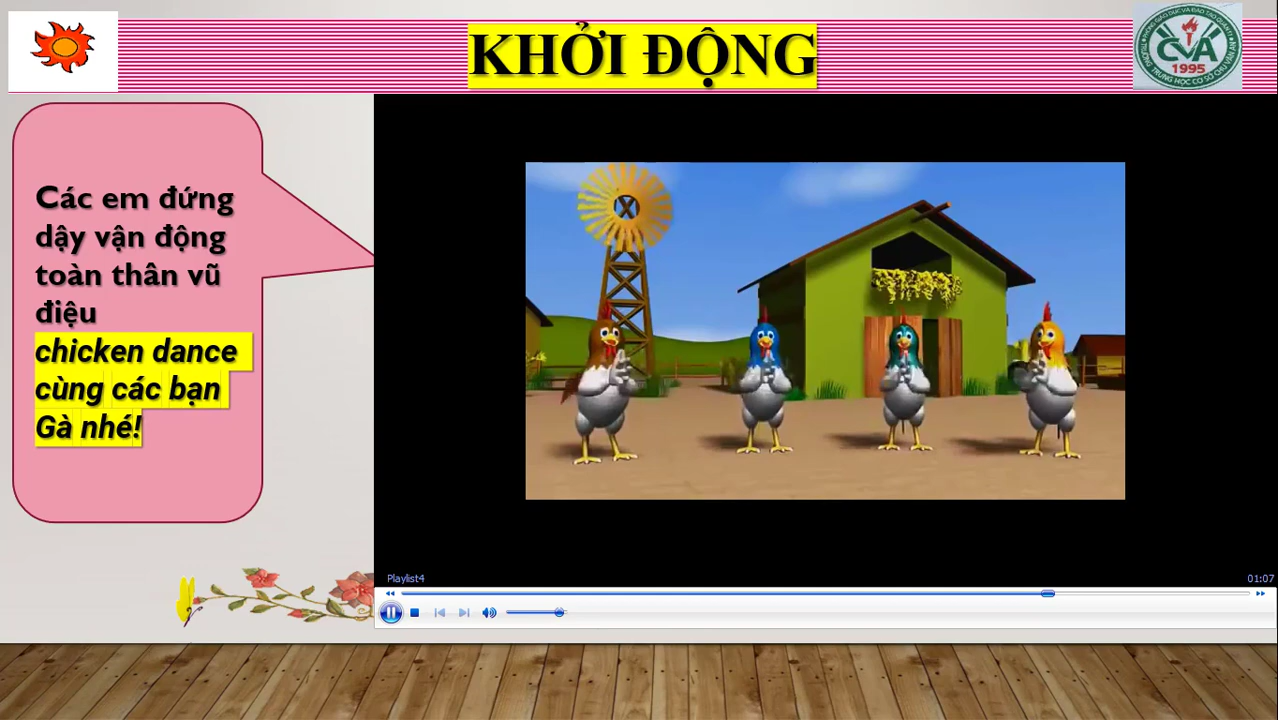 KHỞI ĐỘNG
CVA
1995
Các em đứng
dậy vận động
toàn thân vũ
điệu
chicken dance
cùng các bạn
Gà nhé!
Playlist4
01:07